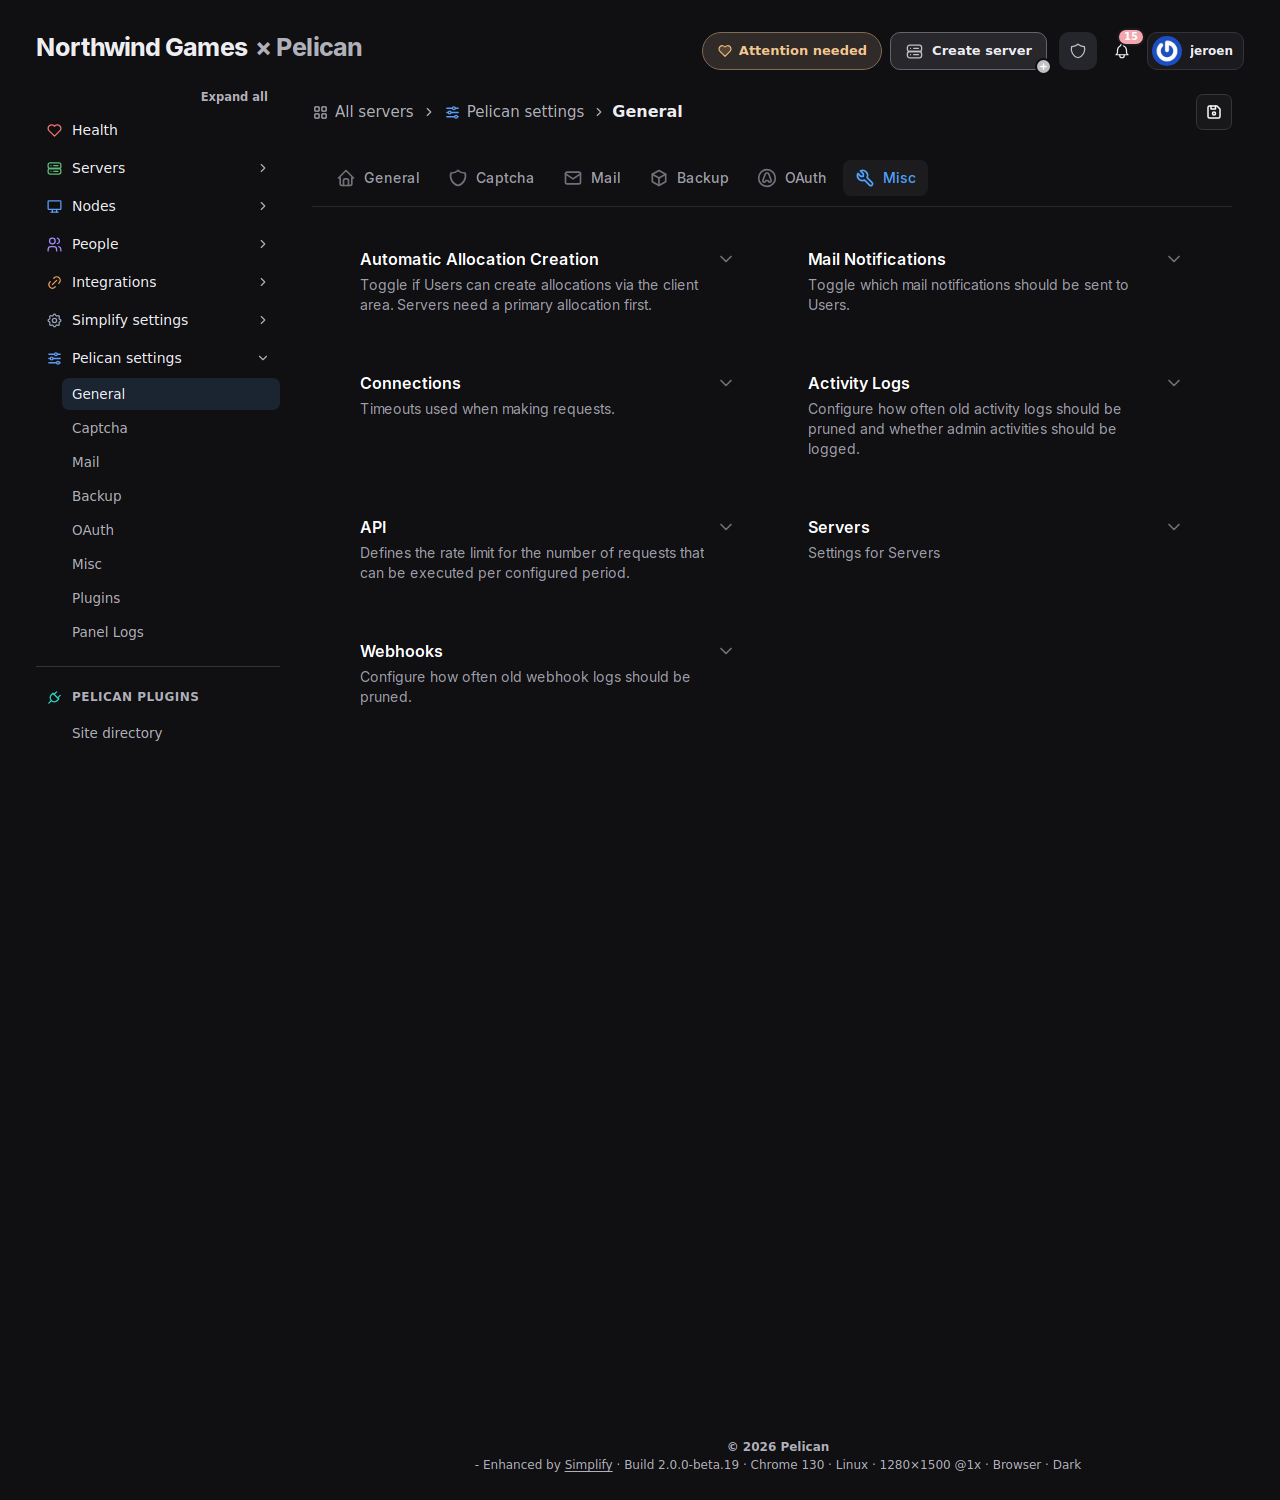 Northwind Games × Pelican
Attention needed
Create server
15
jeroen
Expand all
Health
Servers
Nodes
People
Integrations
Simplify settings
Pelican settings
General
Captcha
Mail
Backup
OAuth
Misc
Plugins
Panel Logs
PELICAN PLUGINS
Site directory
All servers > Pelican settings > General
General
Captcha
Mail
Backup
OAuth
Misc
Automatic Allocation Creation
Toggle if Users can create allocations via the client
area. Servers need a primary allocation first.
Mail Notifications
Toggle which mail notifications should be sent to
Users.
Connections
Timeouts used when making requests.
Activity Logs
Configure how often old activity logs should be
pruned and whether admin activities should be
logged.
API
Defines the rate limit for the number of requests that
can be executed per configured period.
Servers
Settings for Servers
Webhooks
Configure how often old webhook logs should be
pruned.
© 2026 Pelican
- Enhanced by Simplify · Build 2.0.0-beta.19 · Chrome 130 · Linux · 1280×1500 @1x · Browser · Dark